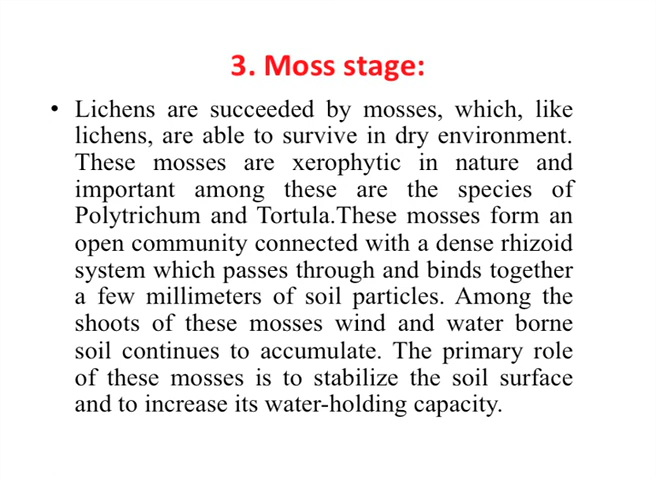 3. Moss stage:
• Lichens are succeeded by mosses, which, like
lichens, are able to survive in dry environment.
These mosses are xerophytic in nature and
important among these are the species of
Polytrichum and Tortula.These mosses form an
open community connected with a dense rhizoid
system which passes through and binds together
a few millimeters of soil particles. Among the
shoots of these mosses wind and water borne
soil continues to accumulate. The primary role
of these mosses is to stabilize the soil surface
and to increase its water-holding capacity.